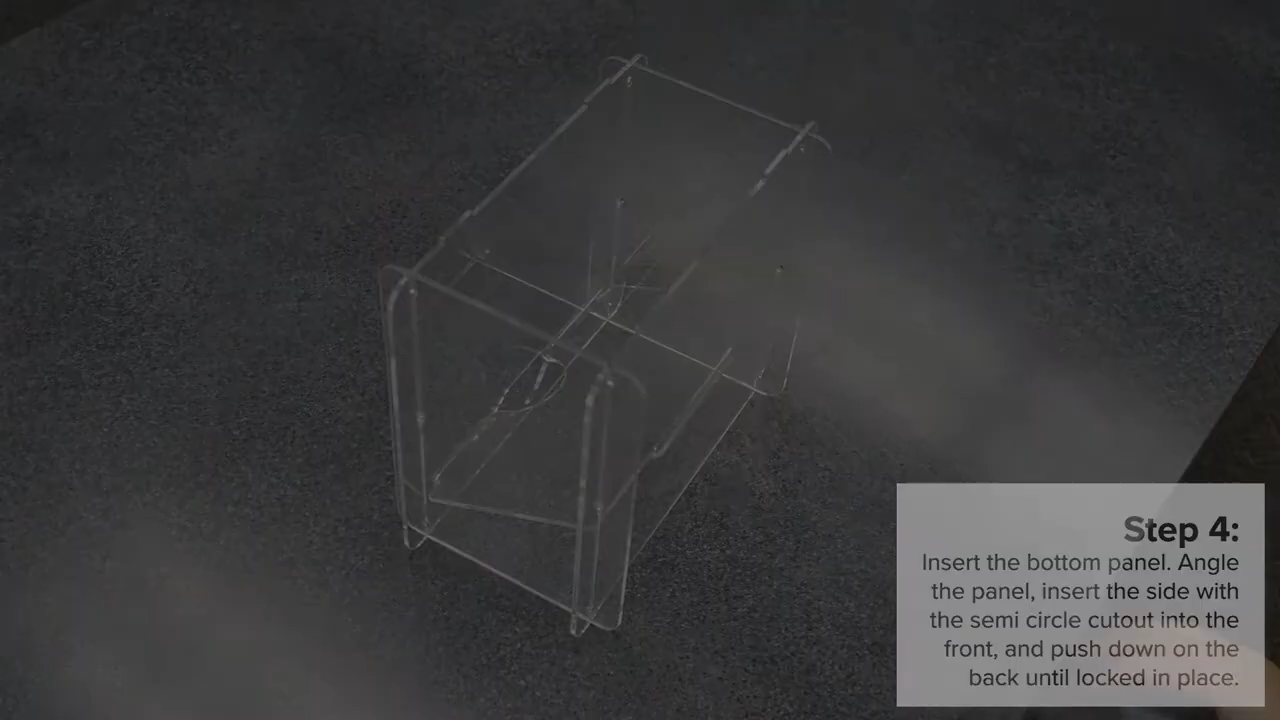 Step 4:
Insert the bottom panel. Angle
the panel, insert the side with
the semi circle cutout into the
front, and push down on the
back until locked in place.